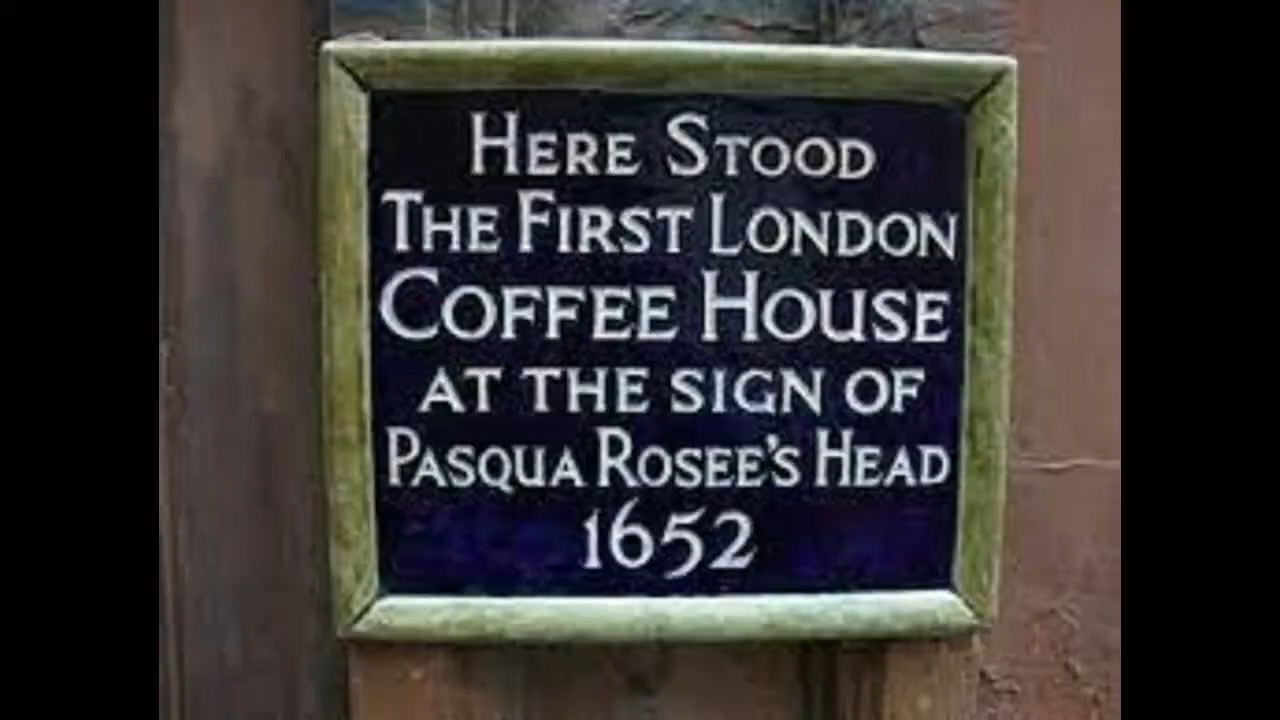 HERE STOOD
THE FIRST LONDON
COFFEE HOUSE
AT THE SIGN OF
PASQUA ROSEE'S HEAD
1652